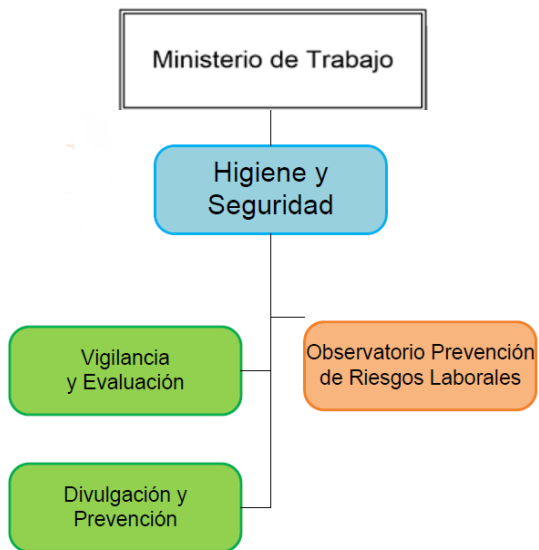 Ministerio de Trabajo
Higiene y
Seguridad
Observatorio Prevención
de Riesgos Laborales
Vigilancia
y Evaluación
Divulgación y
Prevención